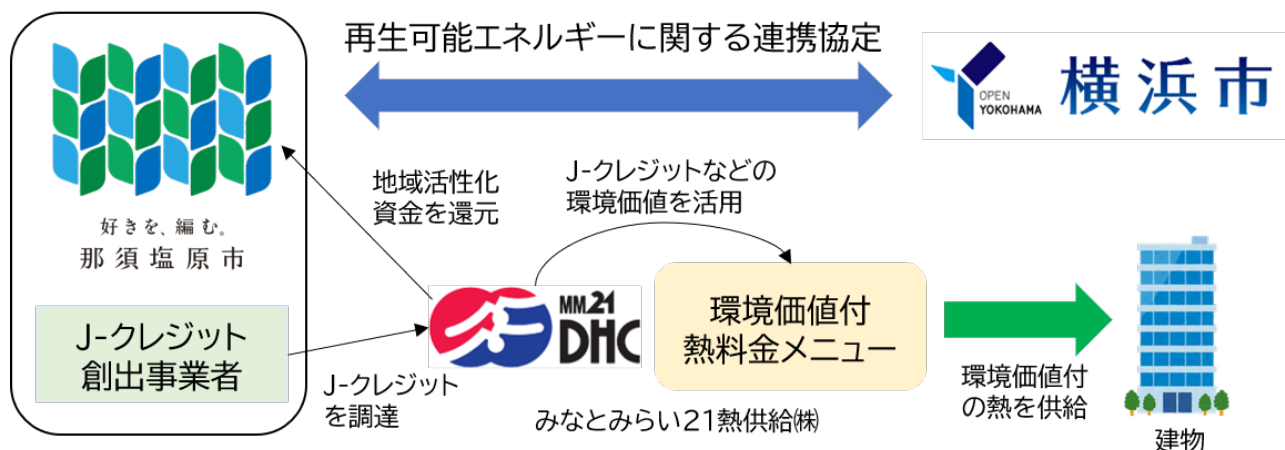 再生可能エネルギーに関する連携協定
OPEN
YOKOHAMA
横浜市
好きを、編む。
那須塩原市
地域活性化
資金を還元
J-クレジットなどの
環境価値を活用
J-クレジット
創出事業者
J-クレジット
を調達
MM.21
DHC
みなとみらい21熱供給㈱
環境価値付
熱料金メニュー
環境価値付
の熱を供給
建物